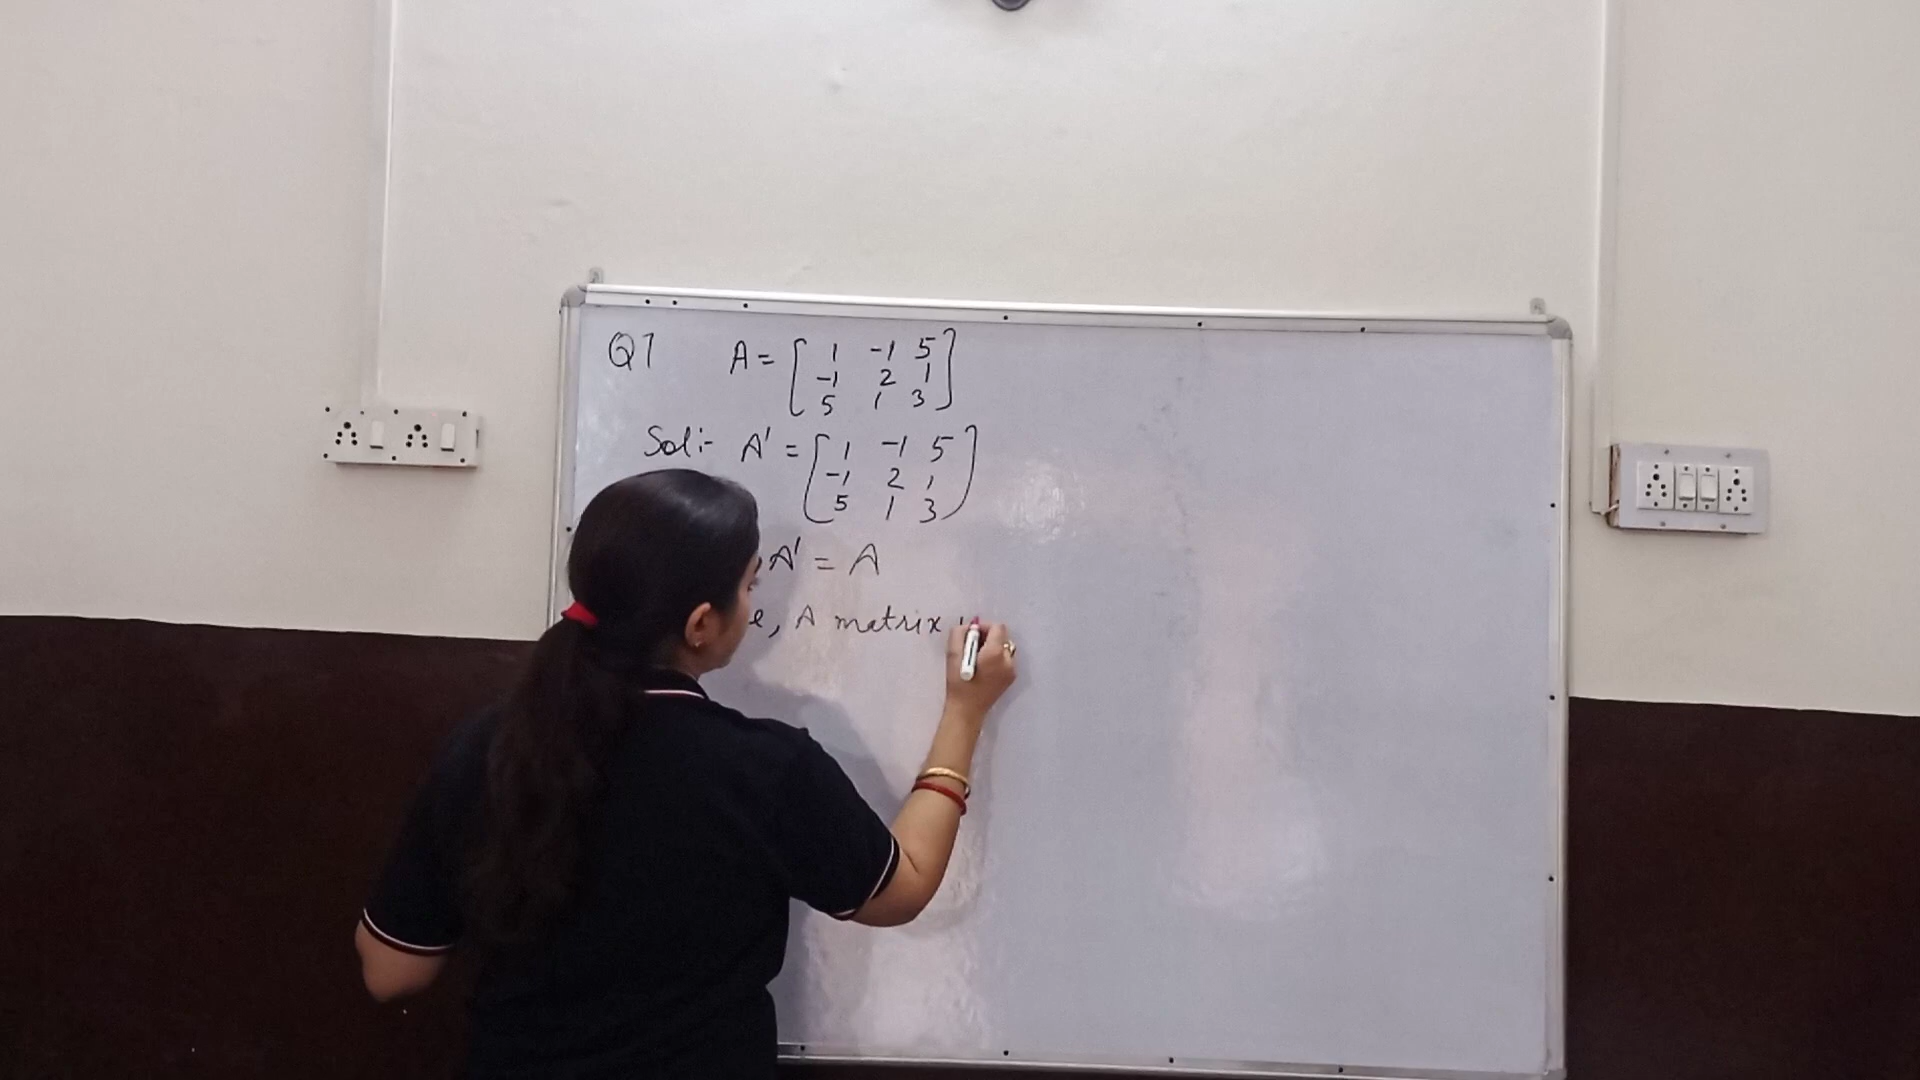 Q7 A = [ 1 -1 5
-1 2 1
5 1 3 ]
Sol:- A' = [ 1 -1 5
-1 2 1
5 1 3 ]
A' = A
, A matrix